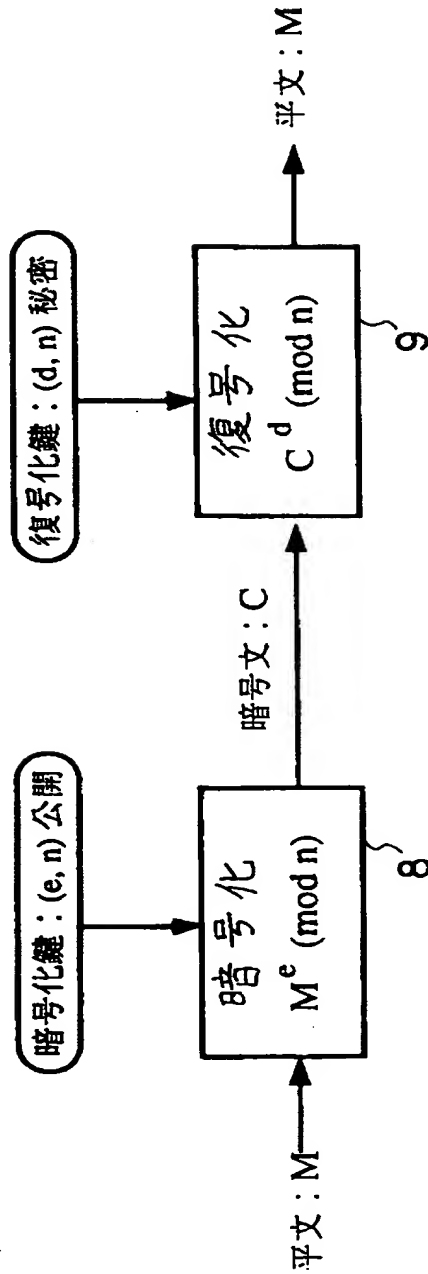 暗号化鍵：(e, n) 公開
復号化鍵：(d, n) 秘密
平文：M
暗号化
M^e (mod n)
8
暗号文：C
復号化
C^d (mod n)
9
平文：M